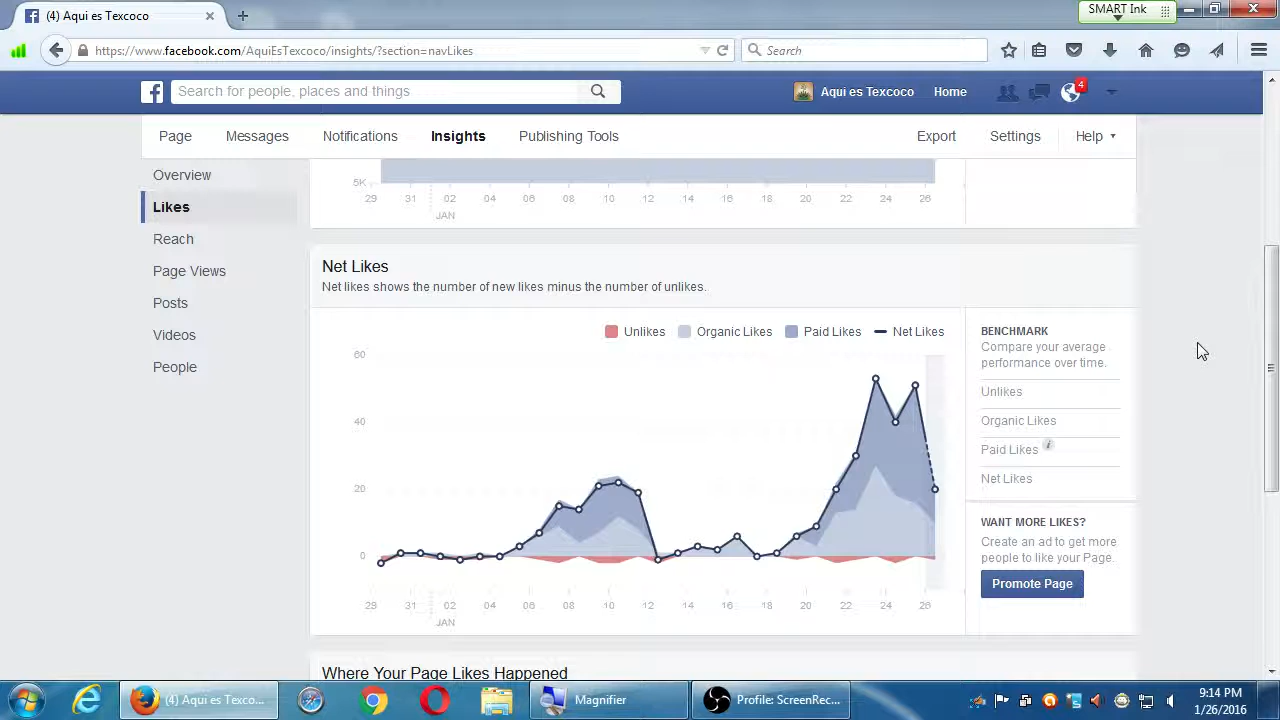 (4) Aqui es Texcoco
SMART Ink
https://www.facebook.com/AquiEsTexcoco/insights/?section=navLikes
Search
Search for people, places and things
Aqui es Texcoco
Home
4
Page
Messages
Notifications
Insights
Publishing Tools
Export
Settings
Help
Overview
Likes
Reach
Page Views
Posts
Videos
People
5K
29 31 02 04 06 08 10 12 14 16 18 20 22 24 26
JAN
Net Likes
Net likes shows the number of new likes minus the number of unlikes.
Unlikes
Organic Likes
Paid Likes
Net Likes
60
40
20
0
29 31 02 04 06 08 10 12 14 16 18 20 22 24 26
JAN
BENCHMARK
Compare your average
performance over time.
Unlikes
Organic Likes
Paid Likes
Net Likes
WANT MORE LIKES?
Create an ad to get more
people to like your Page.
Promote Page
Where Your Page Likes Happened
(4) Aqui es Texco...
Magnifier
Profile: ScreenRec...
9:14 PM
1/26/2016